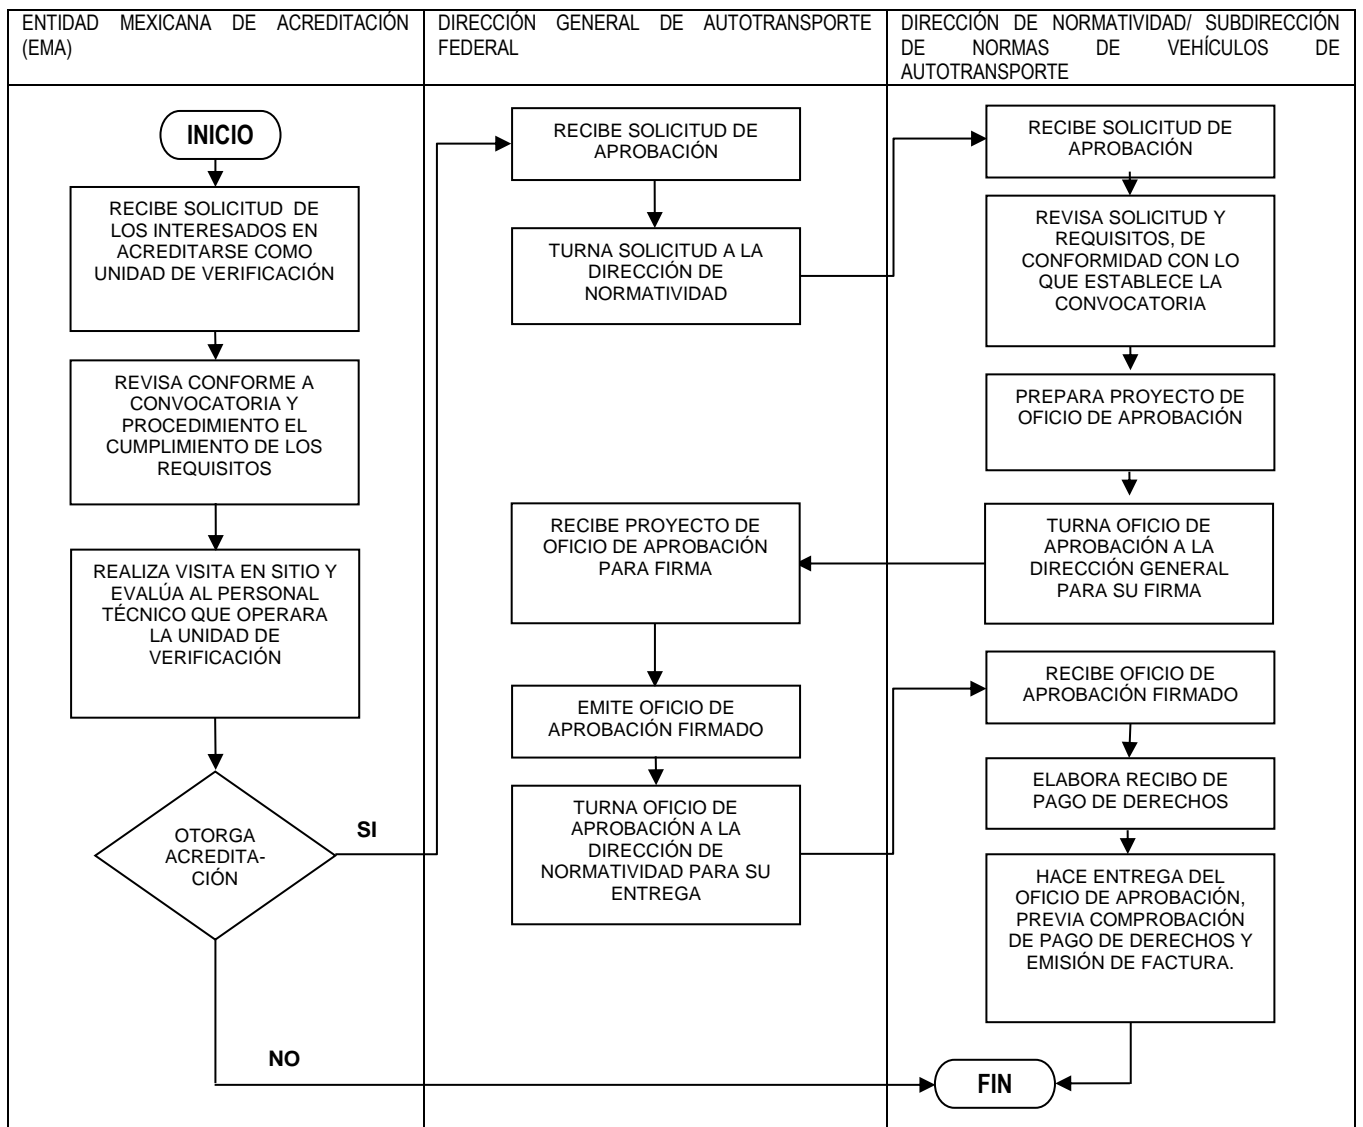 ENTIDAD MEXICANA DE ACREDITACIÓN
(EMA)
DIRECCIÓN GENERAL DE AUTOTRANSPORTE
FEDERAL
DIRECCIÓN DE NORMATIVIDAD/ SUBDIRECCIÓN
DE NORMAS DE VEHÍCULOS DE
AUTOTRANSPORTE
INICIO
RECIBE SOLICITUD DE
LOS INTERESADOS EN
ACREDITARSE COMO
UNIDAD DE VERIFICACIÓN
REVISA CONFORME A
CONVOCATORIA Y
PROCEDIMIENTO EL
CUMPLIMIENTO DE LOS
REQUISITOS
REALIZA VISITA EN SITIO Y
EVALÚA AL PERSONAL
TÉCNICO QUE OPERARA
LA UNIDAD DE
VERIFICACIÓN
OTORGA
ACREDITA-
CIÓN
SI
NO
RECIBE SOLICITUD DE
APROBACIÓN
TURNA SOLICITUD A LA
DIRECCIÓN DE
NORMATIVIDAD
RECIBE PROYECTO DE
OFICIO DE APROBACIÓN
PARA FIRMA
EMITE OFICIO DE
APROBACIÓN FIRMADO
TURNA OFICIO DE
APROBACIÓN A LA
DIRECCIÓN DE
NORMATIVIDAD PARA SU
ENTREGA
RECIBE SOLICITUD DE
APROBACIÓN
REVISA SOLICITUD Y
REQUISITOS, DE
CONFORMIDAD CON LO
QUE ESTABLECE LA
CONVOCATORIA
PREPARA PROYECTO DE
OFICIO DE APROBACIÓN
TURNA OFICIO DE
APROBACIÓN A LA
DIRECCIÓN GENERAL
PARA SU FIRMA
RECIBE OFICIO DE
APROBACIÓN FIRMADO
ELABORA RECIBO DE
PAGO DE DERECHOS
HACE ENTREGA DEL
OFICIO DE APROBACIÓN,
PREVIA COMPROBACIÓN
DE PAGO DE DERECHOS Y
EMISIÓN DE FACTURA.
FIN